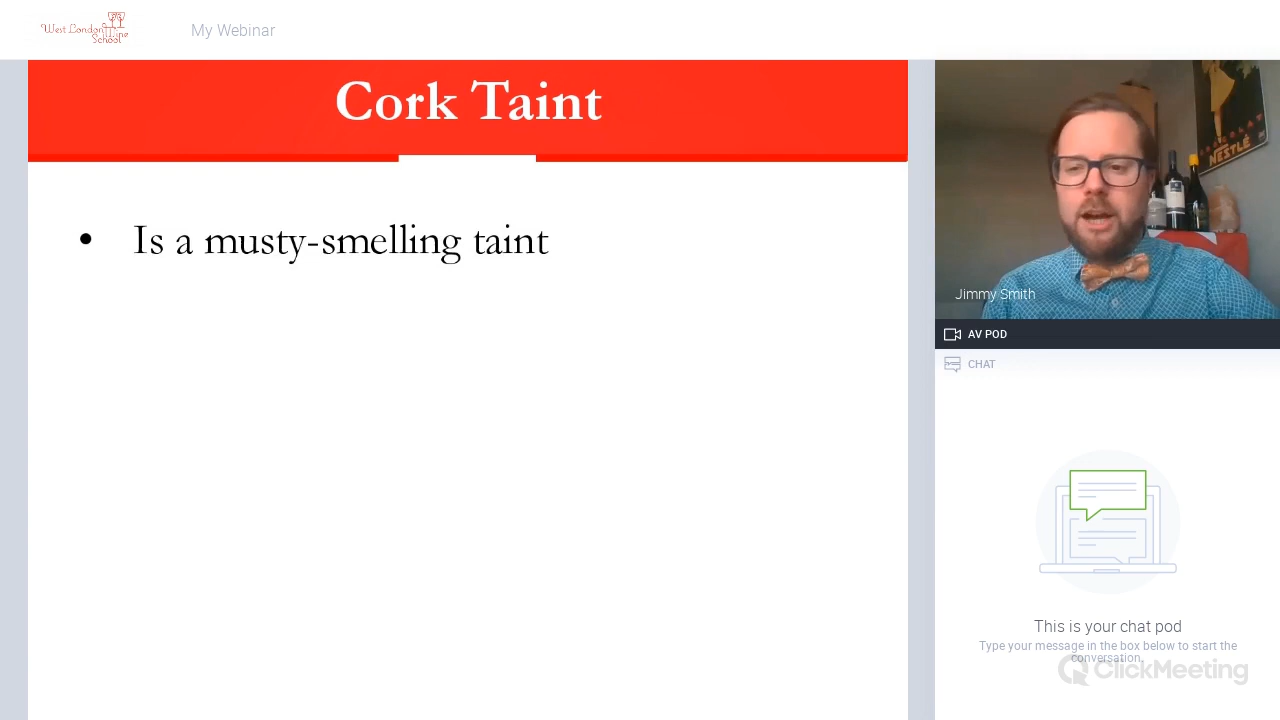 West London Wine
School
My Webinar
Cork Taint
• Is a musty-smelling taint
NESTLÉ
Jimmy Smith
AV POD
CHAT
This is your chat pod
Type your message in the box below to start the
conversation.
ClickMeeting